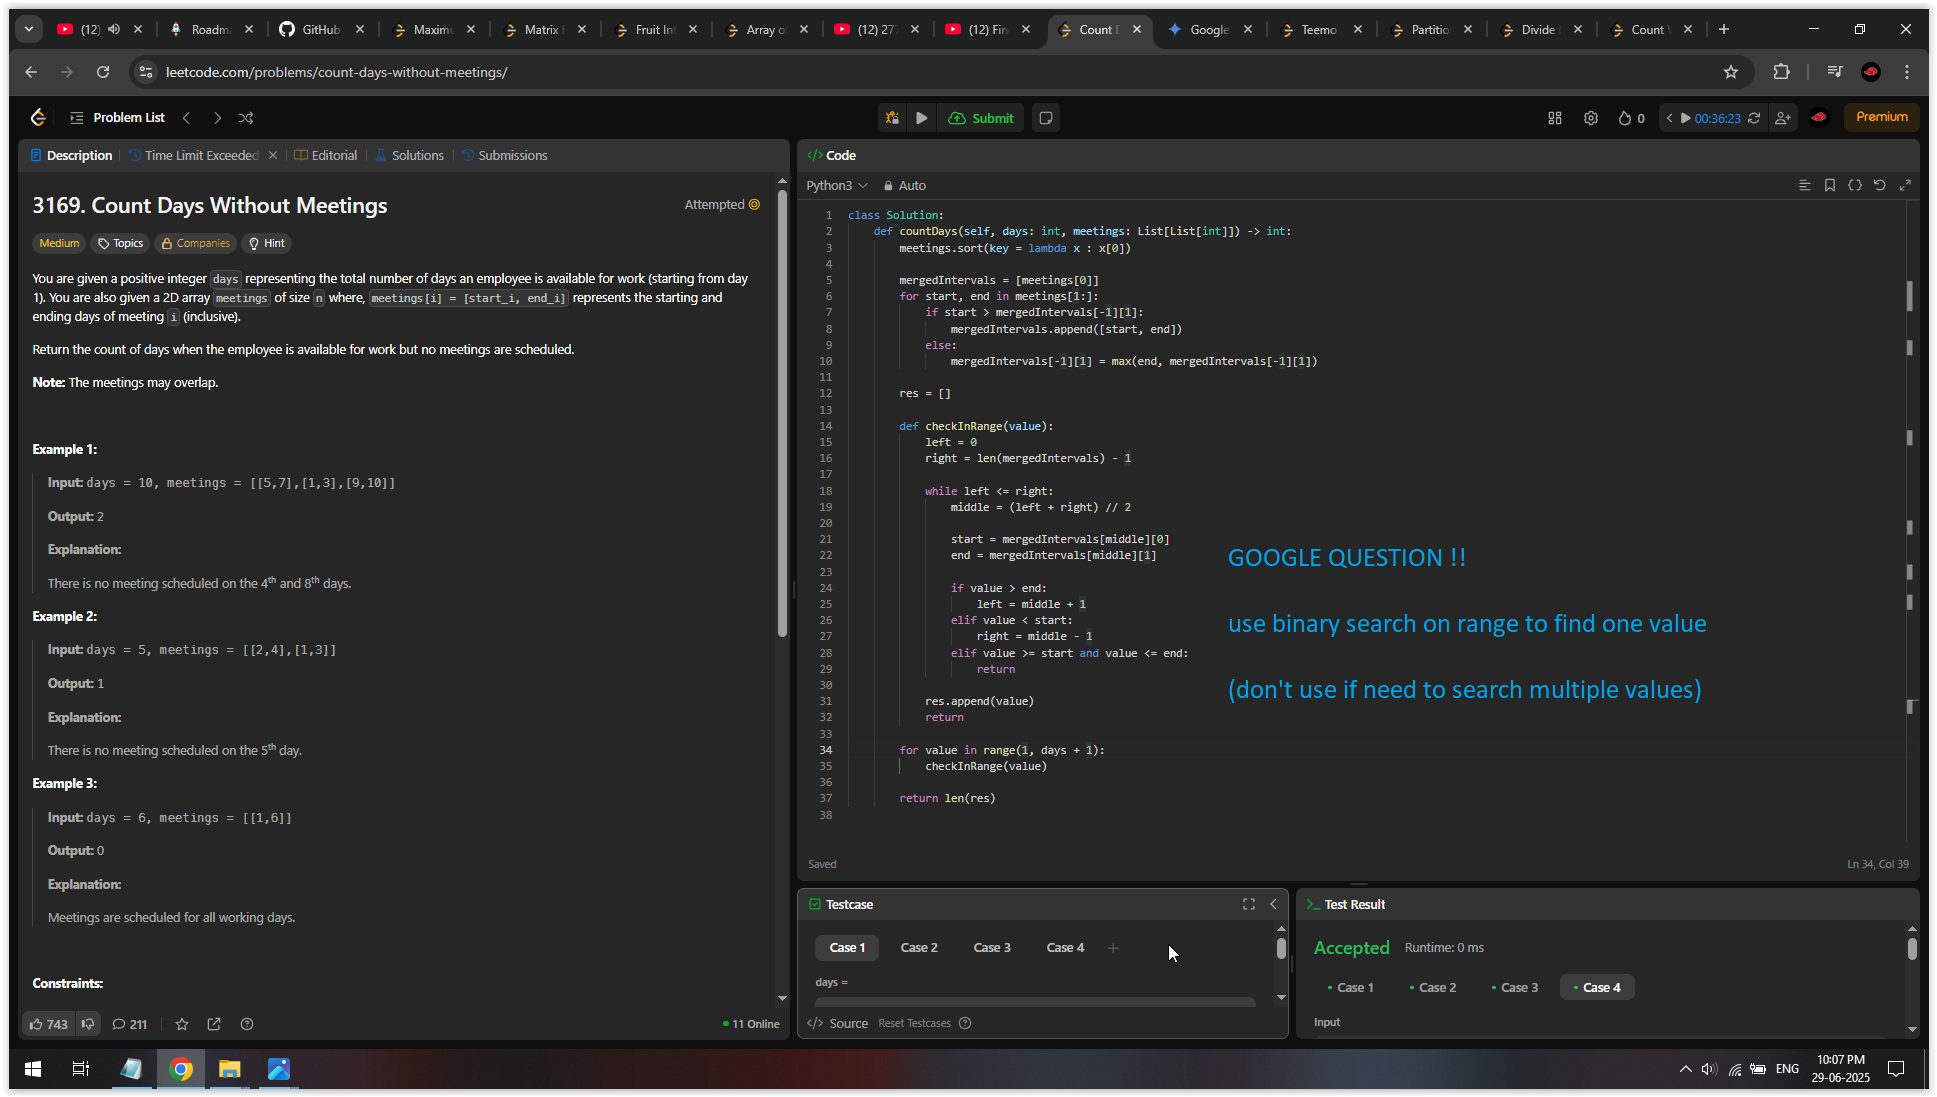 (12)
Roadm
GitHub
Maximu
Matrix
Fruit Int
Array o
(12) 27
(12) Fin
Count D
Google
Teemo
Partitio
Divide
Count
leetcode.com/problems/count-days-without-meetings/
Problem List
Submit
0
00:36:23
Premium
Description
Time Limit Exceeded
Editorial
Solutions
Submissions
3169. Count Days Without Meetings
Attempted
Medium
Topics
Companies
Hint
You are given a positive integer days representing the total number of days an employee is available for work (starting from day
1). You are also given a 2D array meetings of size n where, meetings[i] = [start_i, end_i] represents the starting and
ending days of meeting i (inclusive).
Return the count of days when the employee is available for work but no meetings are scheduled.
Note: The meetings may overlap.
Example 1:
Input: days = 10, meetings = [[5,7],[1,3],[9,10]]
Output: 2
Explanation:
There is no meeting scheduled on the 4th and 8th days.
Example 2:
Input: days = 5, meetings = [[2,4],[1,3]]
Output: 1
Explanation:
There is no meeting scheduled on the 5th day.
Example 3:
Input: days = 6, meetings = [[1,6]]
Output: 0
Explanation:
Meetings are scheduled for all working days.
Constraints:
743
211
11 Online
</> Code
Python3
Auto
1 class Solution:
2 def countDays(self, days: int, meetings: List[List[int]]) -> int:
3 meetings.sort(key = lambda x : x[0])
4
5 mergedIntervals = [meetings[0]]
6 for start, end in meetings[1:]:
7 if start > mergedIntervals[-1][1]:
8 mergedIntervals.append([start, end])
9 else:
10 mergedIntervals[-1][1] = max(end, mergedIntervals[-1][1])
11
12 res = []
13
14 def checkInRange(value):
15 left = 0
16 right = len(mergedIntervals) - 1
17
18 while left <= right:
19 middle = (left + right) // 2
20
21 start = mergedIntervals[middle][0]
22 end = mergedIntervals[middle][1]
23
24 if value > end:
25 left = middle + 1
26 elif value < start:
27 right = middle - 1
28 elif value >= start and value <= end:
29 return
30
31 res.append(value)
32 return
33
34 for value in range(1, days + 1):
35 checkInRange(value)
36
37 return len(res)
38
GOOGLE QUESTION !!
use binary search on range to find one value
(don't use if need to search multiple values)
Saved
Ln 34, Col 39
Testcase
Case 1
Case 2
Case 3
Case 4
days =
</> Source
Reset Testcases
Test Result
Accepted
Runtime: 0 ms
Case 1
Case 2
Case 3
Case 4
Input
ENG
10:07 PM
29-06-2025